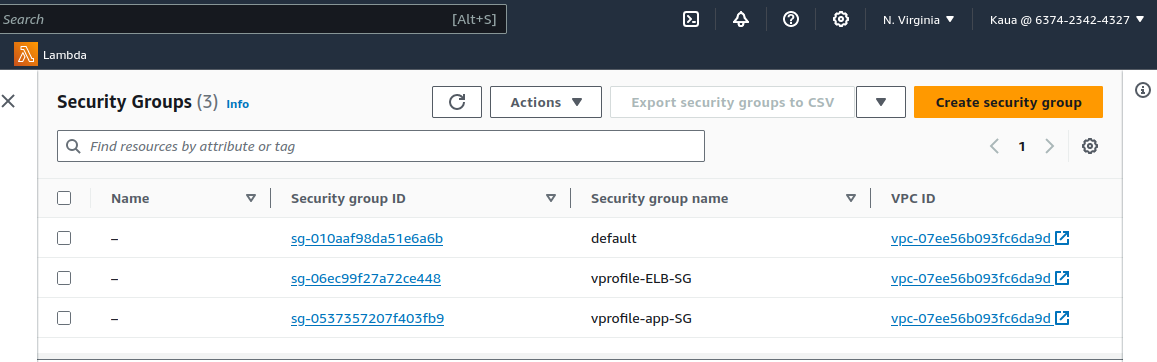 Search [Alt+S] N. Virginia ▼ Kaua @ 6374-2342-4327 ▼
Lambda
Security Groups (3) Info Actions ▼ Export security groups to CSV ▼ Create security group
Find resources by attribute or tag 1
Name Security group ID Security group name VPC ID
– sg-010aaf98da51e6a6b default vpc-07ee56b093fc6da9d
– sg-06ec99f27a72ce448 vprofile-ELB-SG vpc-07ee56b093fc6da9d
– sg-0537357207f403fb9 vprofile-app-SG vpc-07ee56b093fc6da9d